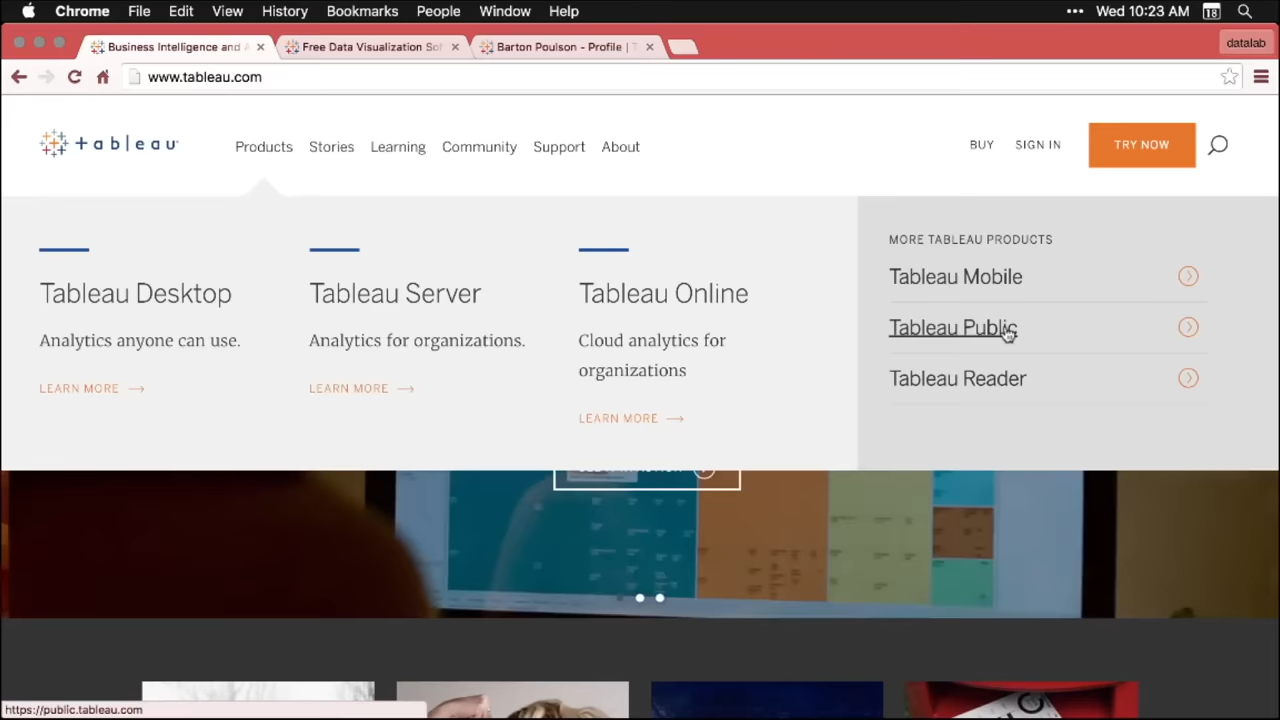 Chrome File Edit View History Bookmarks People Window Help ••• Wed 10:23 AM 18
Business Intelligence and A Free Data Visualization Sof Barton Poulson - Profile | T datalab
www.tableau.com
tableau Products Stories Learning Community Support About BUY SIGN IN TRY NOW
MORE TABLEAU PRODUCTS
Tableau Mobile
Tableau Public
Tableau Reader
Tableau Desktop
Analytics anyone can use.
LEARN MORE
Tableau Server
Analytics for organizations.
LEARN MORE
Tableau Online
Cloud analytics for
organizations
LEARN MORE
https://public.tableau.com